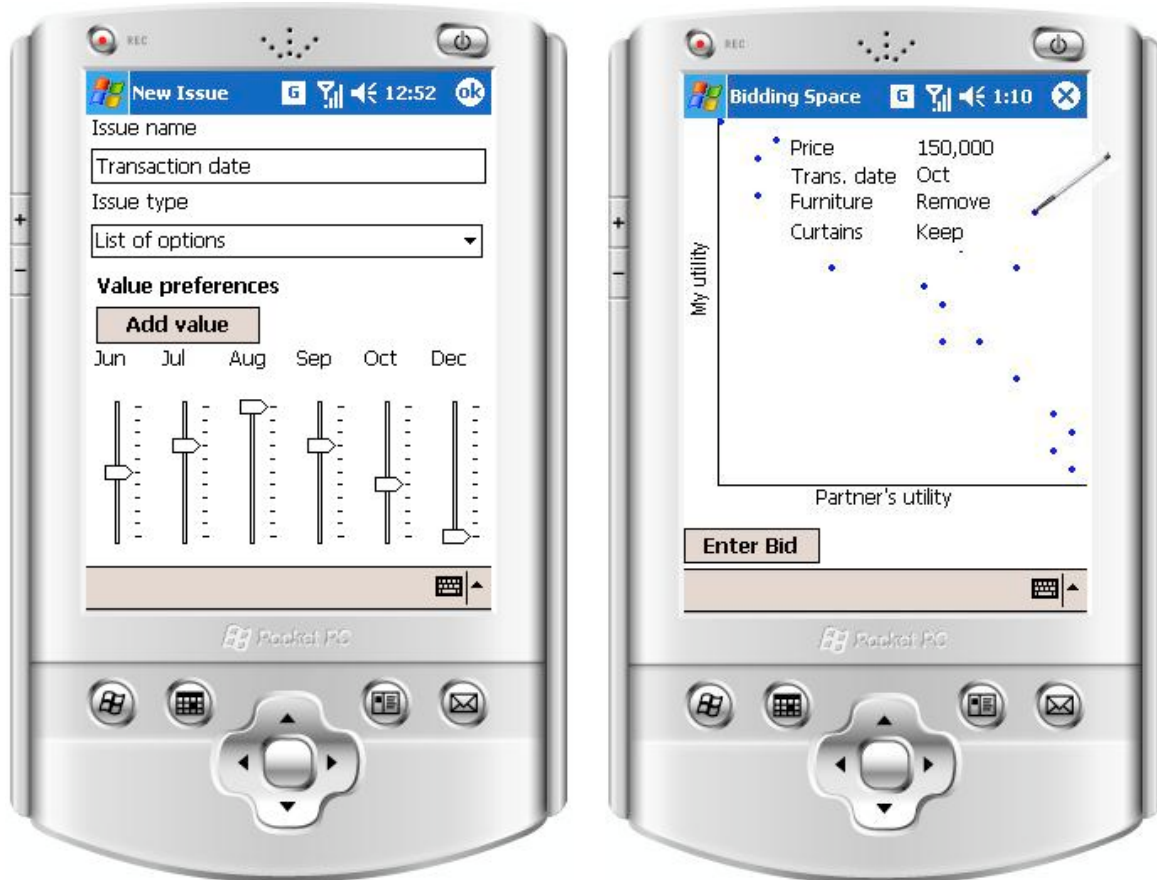 REC
New Issue G 12:52 ok
Issue name
Transaction date
Issue type
List of options
Value preferences
Add value
Jun Jul Aug Sep Oct Dec
+
−
Pocket PC
REC
Bidding Space G 1:10
Price 150,000
Trans. date Oct
Furniture Remove
Curtains Keep
My utility
Partner's utility
Enter Bid
+
−
Pocket PC